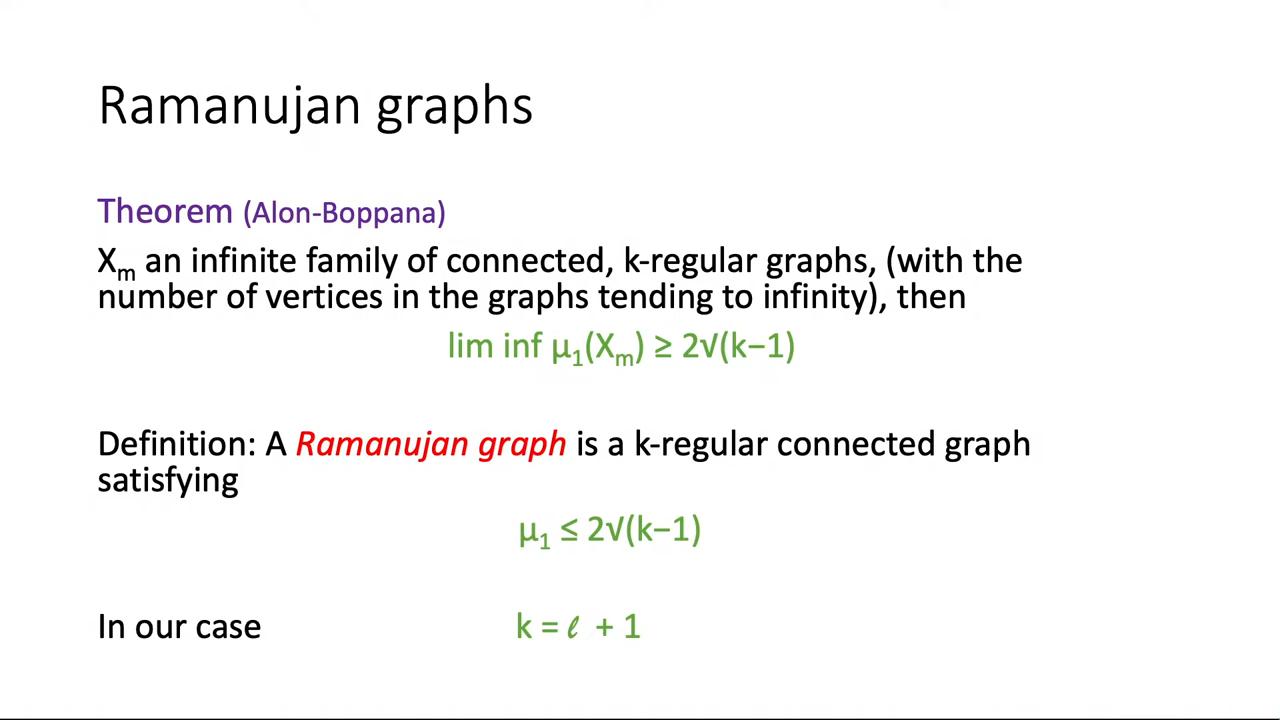 Ramanujan graphs
Theorem (Alon-Boppana)
Xₘ an infinite family of connected, k-regular graphs, (with the
number of vertices in the graphs tending to infinity), then
lim inf μ₁(Xₘ) ≥ 2√(k−1)
Definition: A Ramanujan graph is a k-regular connected graph
satisfying
μ₁ ≤ 2√(k−1)
In our case k = ℓ + 1